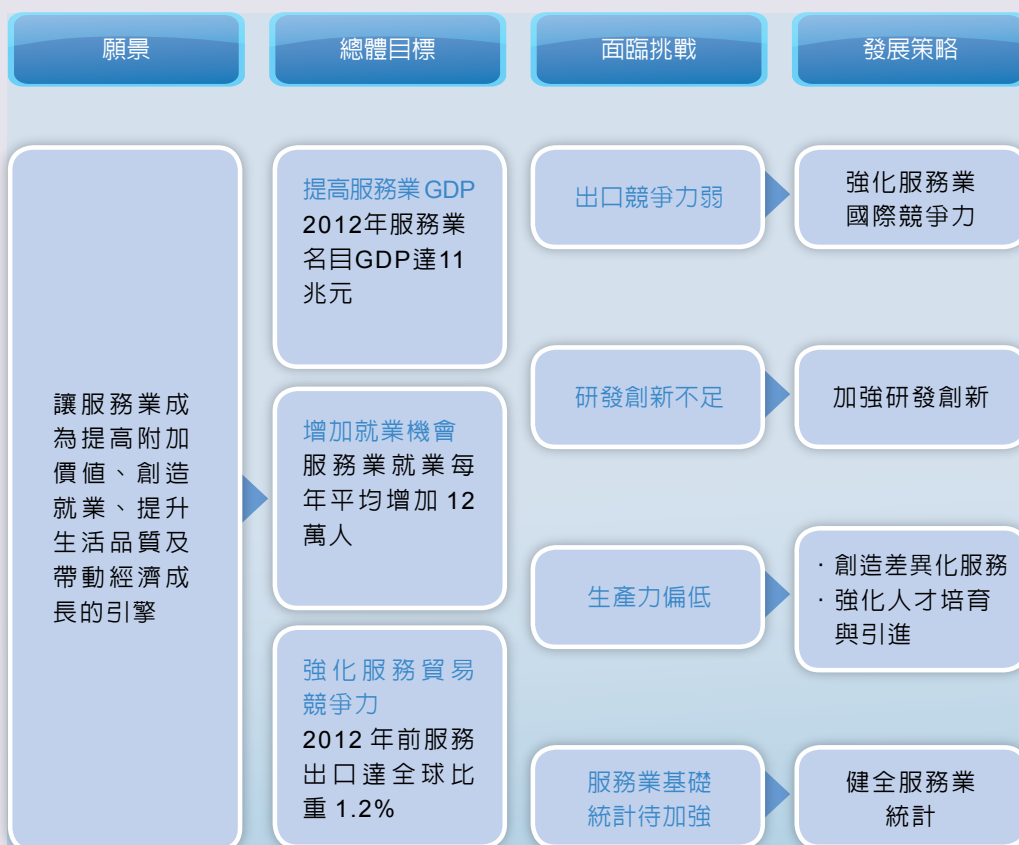 願景
總體目標
面臨挑戰
發展策略
讓服務業成
為提高附加
價值、創造
就業、提升
生活品質及
帶動經濟成
長的引擎
提高服務業 GDP
2012年服務業
名目GDP達11
兆元
增加就業機會
服務業就業每
年平均增加 12
萬人
強化服務貿易
競爭力
2012 年前服務
出口達全球比
重 1.2%
出口競爭力弱
強化服務業
國際競爭力
研發創新不足
加強研發創新
生產力偏低
· 創造差異化服務
· 強化人才培育
與引進
服務業基礎
統計待加強
健全服務業
統計